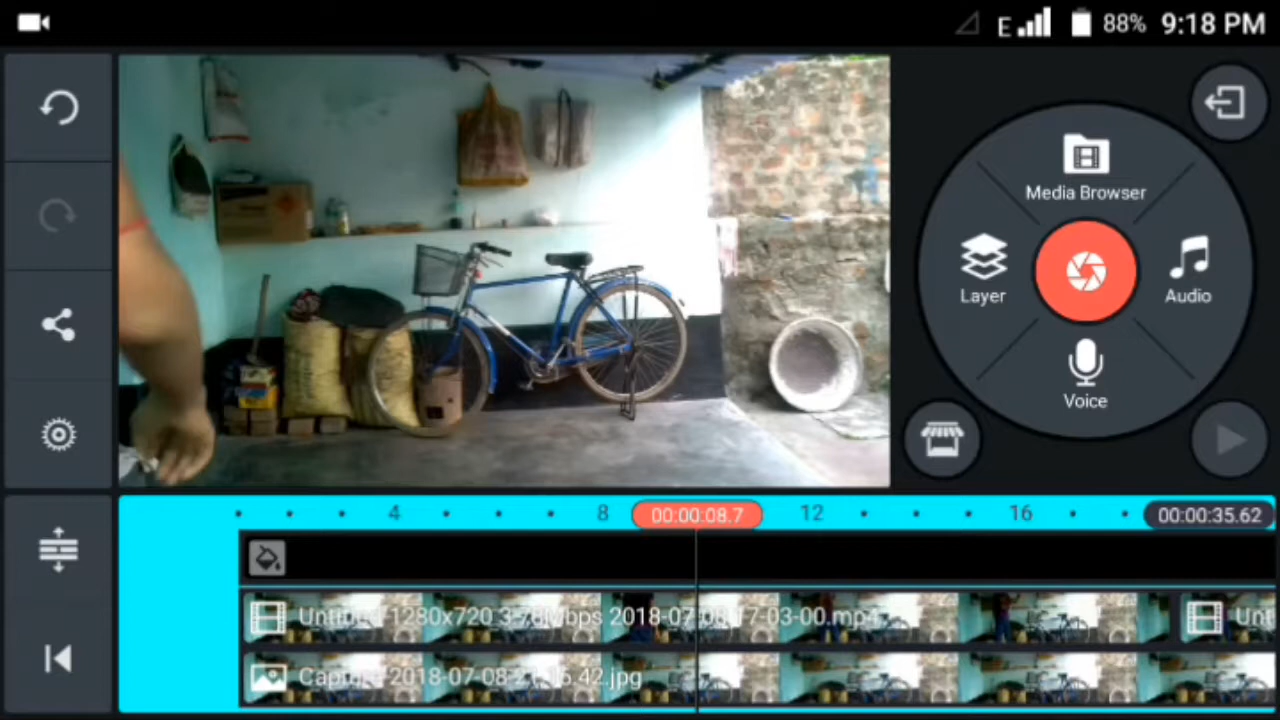 E 88% 9:18 PM
Media Browser
Layer
Audio
Voice
4 8 00:00:08.7 12 16 00:00:35.62
Untitled 1280x720 3.78Mbps 2018-07-08 17-03-00.mp4
Unt
Capture 2018-07-08 21.15.42.jpg